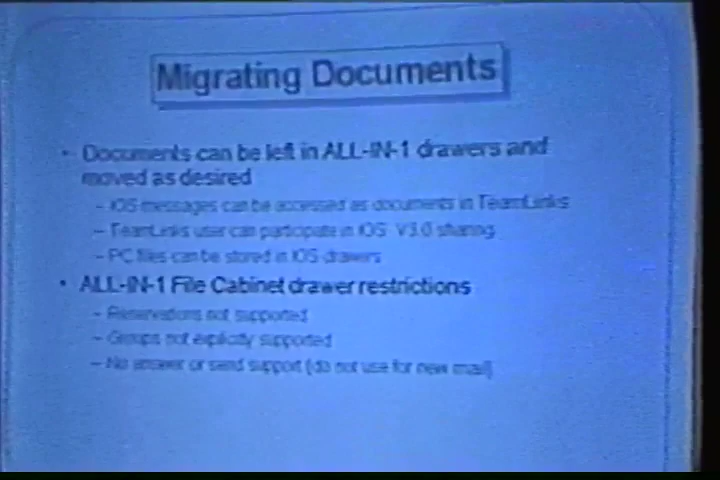 Migrating Documents
• Documents can be left in ALL-IN-1 drawers and
moved as desired
– IOS messages can be accessed as documents in TeamLinks
– TeamLinks user can participate in IOS V3.0 sharing
– PC files can be stored in IOS drawers
• ALL-IN-1 File Cabinet drawer restrictions
– Reservations not supported
– Groups not explicitly supported
– No answer or send support (do not use for new mail)